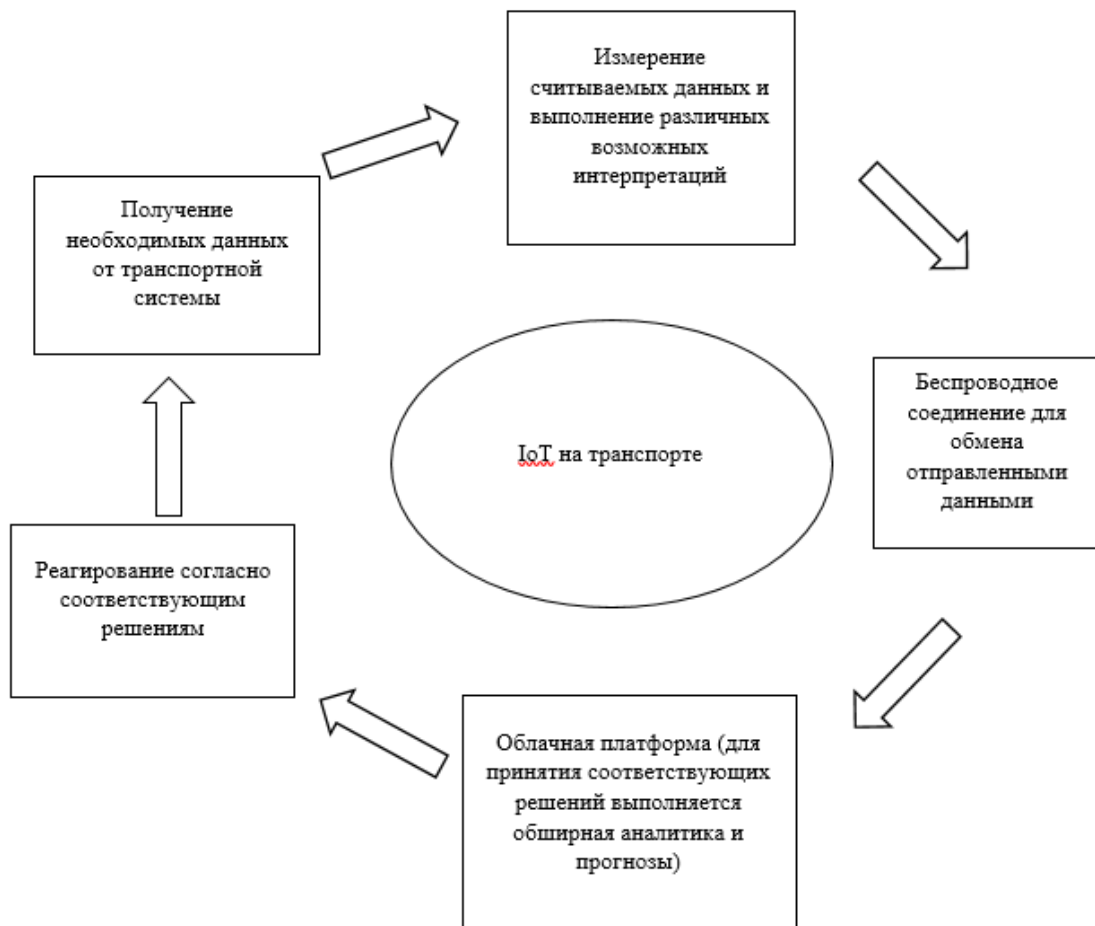 Измерение
считываемых данных и
выполнение различных
возможных
интерпретаций
Получение
необходимых данных
от транспортной
системы
Беспроводное
соединение для
обмена
отправленными
данными
IoT на транспорте
Реагирование согласно
соответствующим
решениям
Облачная платформа (для
принятия соответствующих
решений выполняется
обширная аналитика и
прогнозы)